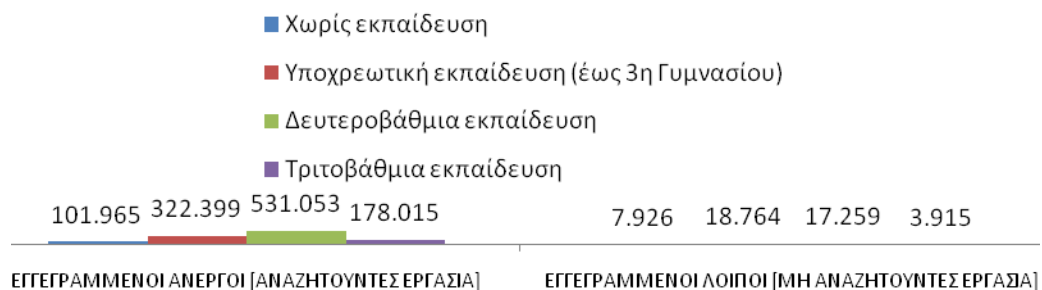 Χωρίς εκπαίδευση
Υποχρεωτική εκπαίδευση (έως 3η Γυμνασίου)
Δευτεροβάθμια εκπαίδευση
Τριτοβάθμια εκπαίδευση
101.965 322.399 531.053 178.015 7.926 18.764 17.259 3.915
ΕΓΓΕΓΡΑΜΜΕΝΟΙ ΑΝΕΡΓΟΙ [ΑΝΑΖΗΤΟΥΝΤΕΣ ΕΡΓΑΣΙΑ] ΕΓΓΕΓΡΑΜΜΕΝΟΙ ΛΟΙΠΟΙ [ΜΗ ΑΝΑΖΗΤΟΥΝΤΕΣ ΕΡΓΑΣΙΑ]